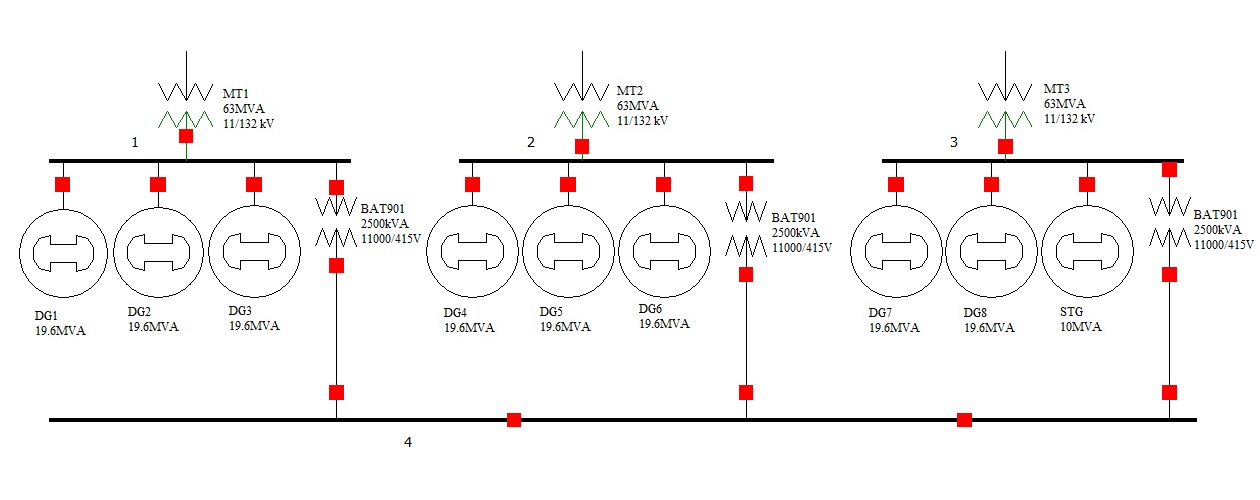 MT1
63MVA
11/132 kV
1
MT2
63MVA
11/132 kV
2
MT3
63MVA
11/132 kV
3
BAT901
2500kVA
11000/415V
BAT901
2500kVA
11000/415V
BAT901
2500kVA
11000/415V
DG1
19.6MVA
DG2
19.6MVA
DG3
19.6MVA
DG4
19.6MVA
DG5
19.6MVA
DG6
19.6MVA
DG7
19.6MVA
DG8
19.6MVA
STG
10MVA
4